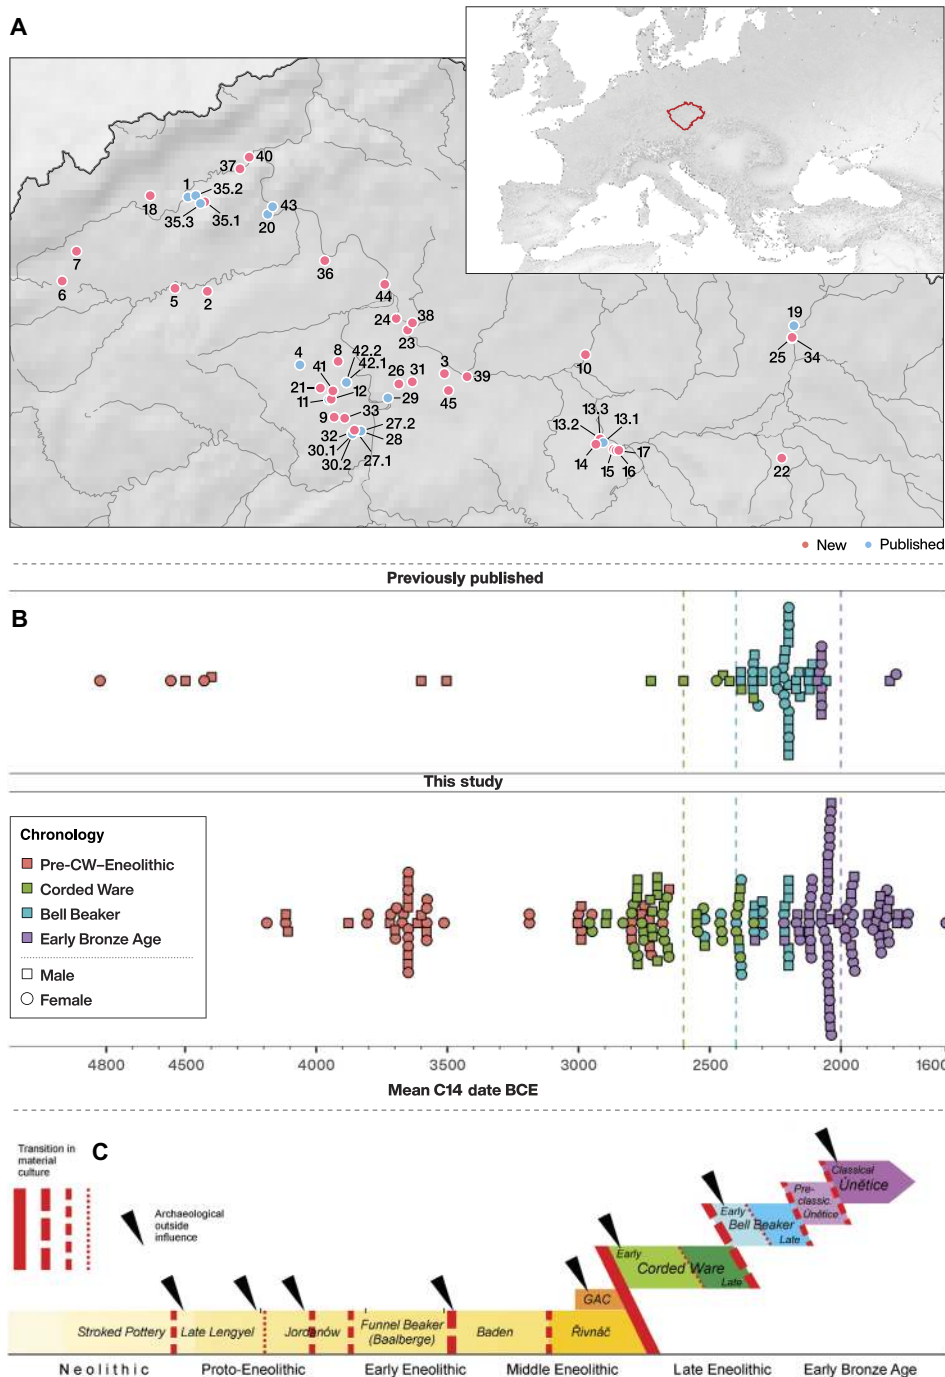 A
40
37
1
35.2
18
43
35.3
35.1
20
7
36
6
5
2
44
19
24
38
23
25
34
4
8
42.2
42.1
3
10
41
26
31
39
21
12
29
45
11
9
33
13.3
13.2
13.1
32
27.2
28
30.1
27.1
30.2
14
15
16
17
22
New
Published
Previously published
B
This study
Chronology
Pre-CW–Eneolithic
Corded Ware
Bell Beaker
Early Bronze Age
Male
Female
4800 4500 4000 3500 3000 2500 2000 1600
Mean C14 date BCE
C
Transition in
material
culture
Archaeological
outside
influence
Classical
Únětice
Pre-
classic.
Únětice
Early
Bell Beaker
Late
Early
Corded Ware
Late
GAC
Stroked Pottery
Late Lengyel
Jordanów
Funnel Beaker
(Baalberge)
Baden
Řivnáč
Neolithic Proto-Eneolithic Early Eneolithic Middle Eneolithic Late Eneolithic Early Bronze Age